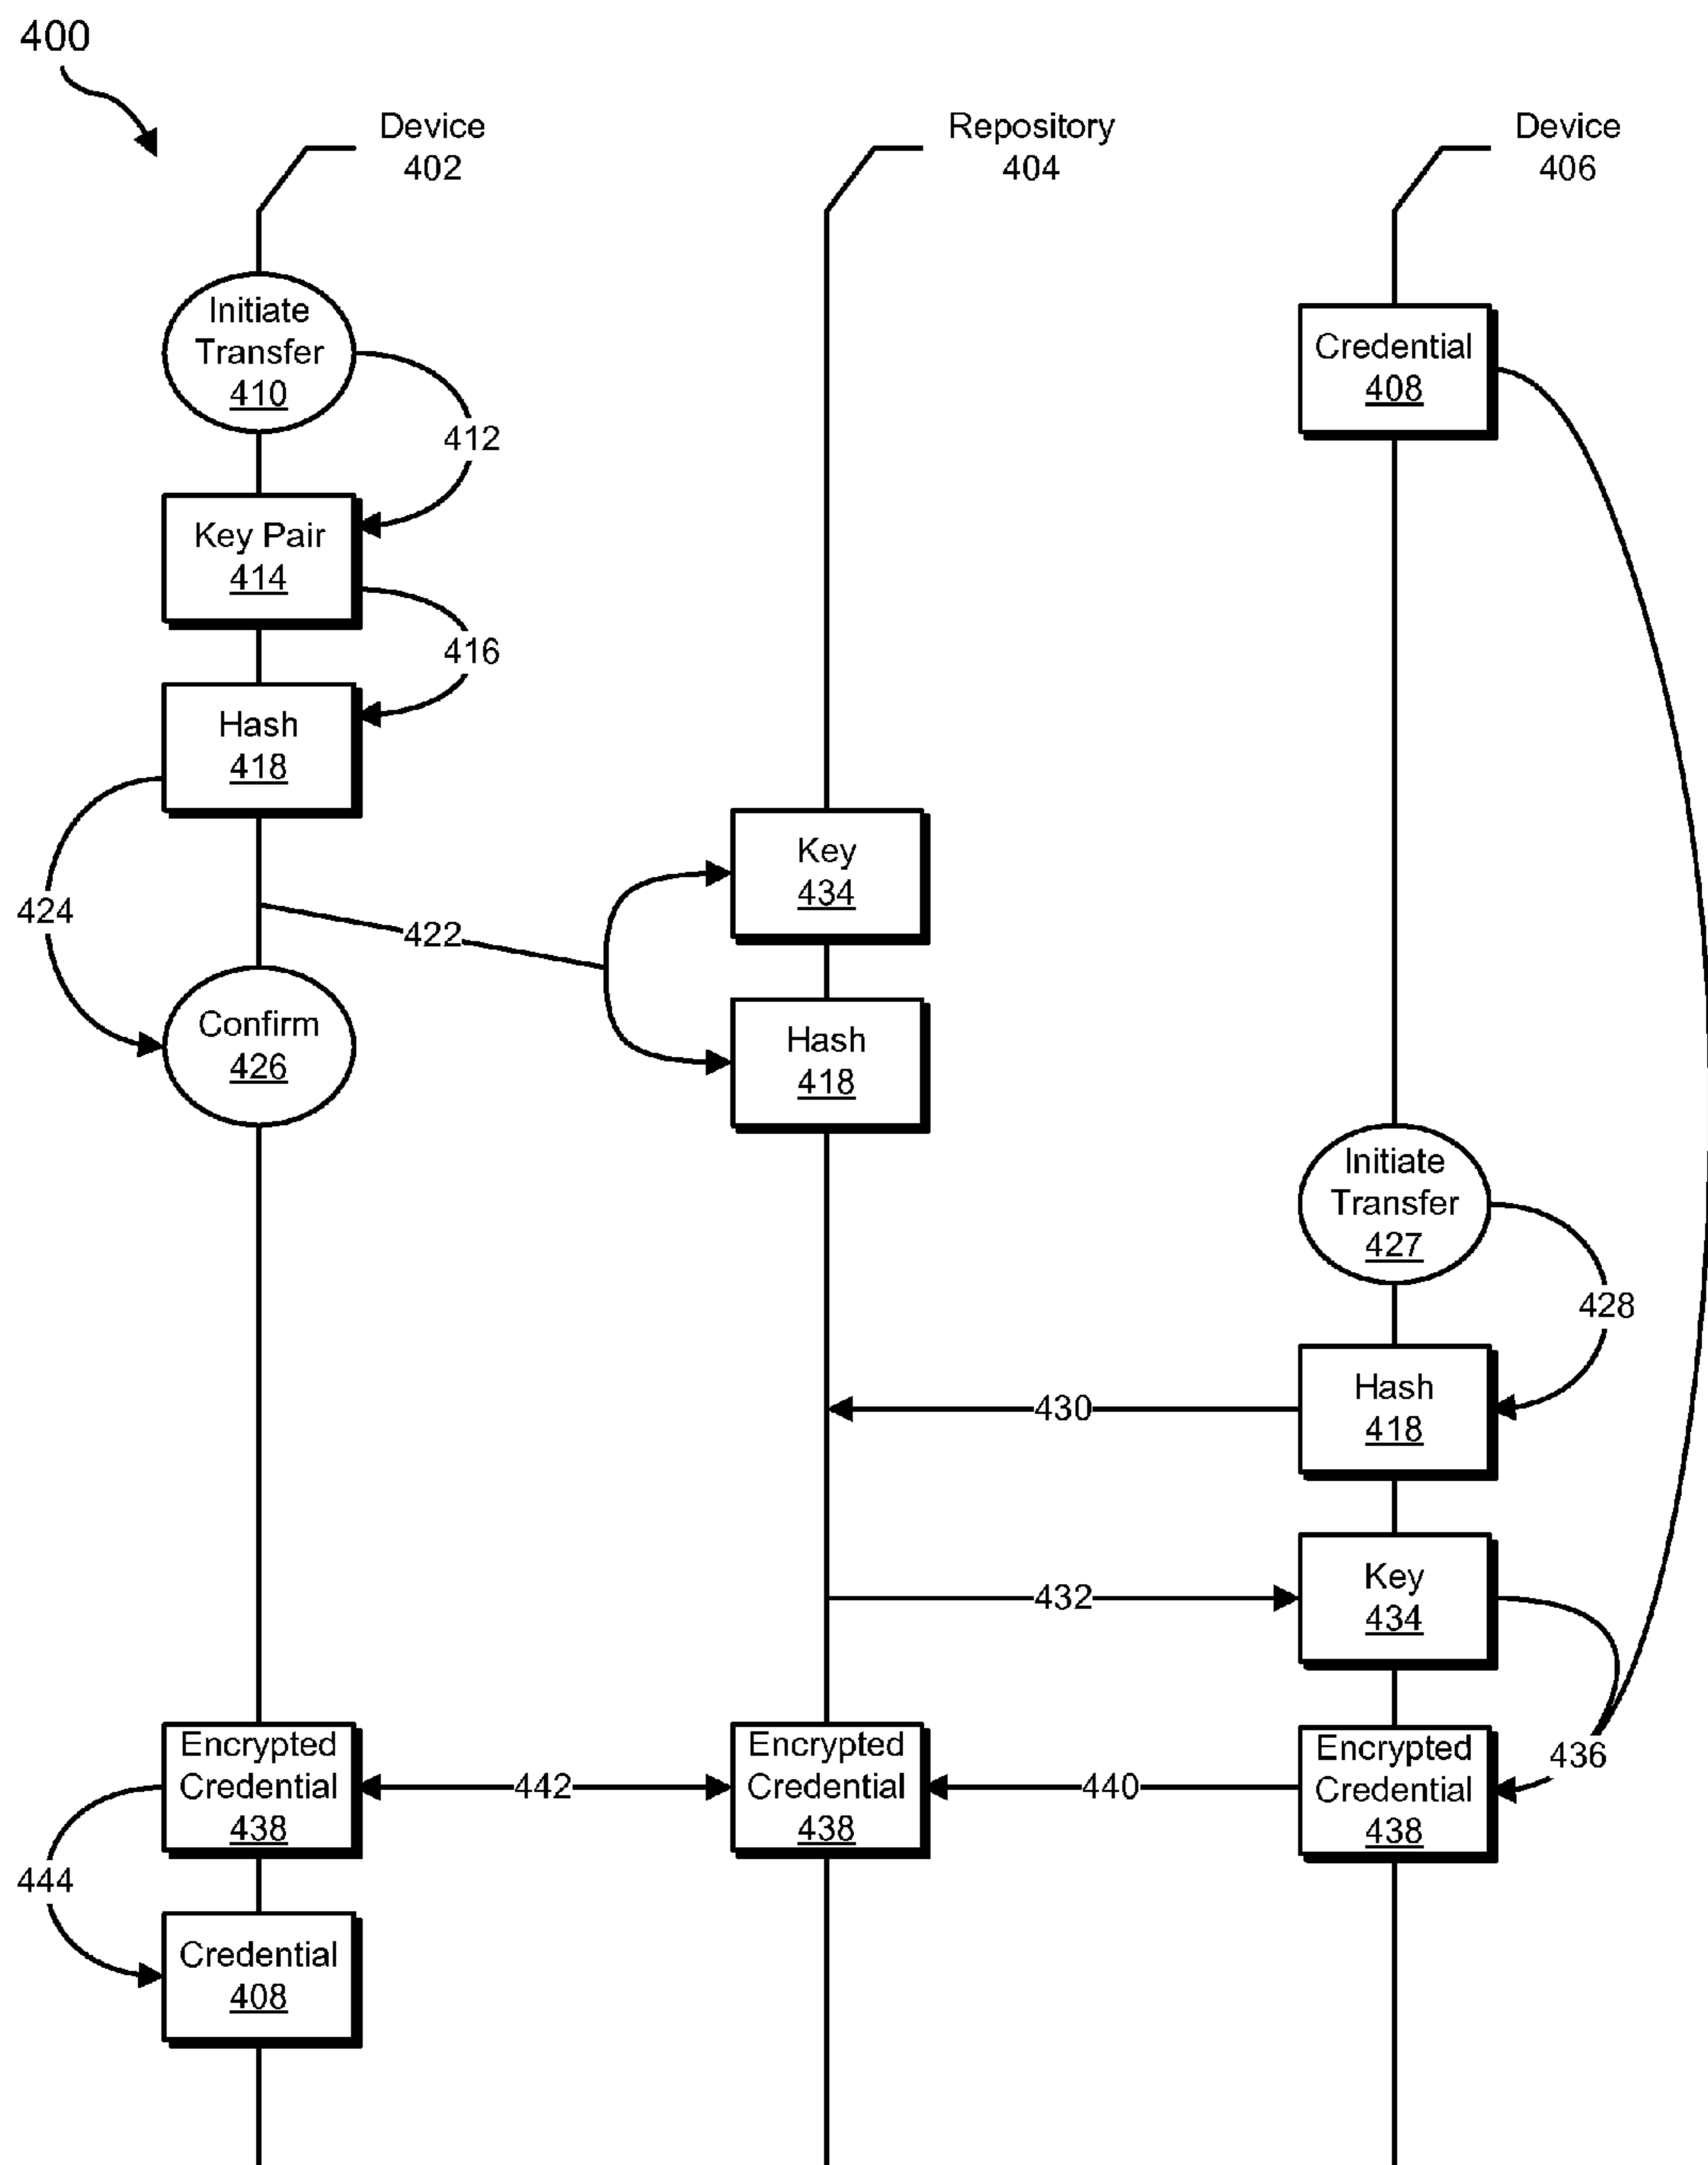 400
Device
402
Repository
404
Device
406
Initiate
Transfer
410
Credential
408
412
Key Pair
414
416
Hash
418
Key
434
424
422
Confirm
426
Hash
418
Initiate
Transfer
427
428
Hash
418
430
Key
434
432
Encrypted
Credential
438
442
Encrypted
Credential
438
440
Encrypted
Credential
438
436
444
Credential
408